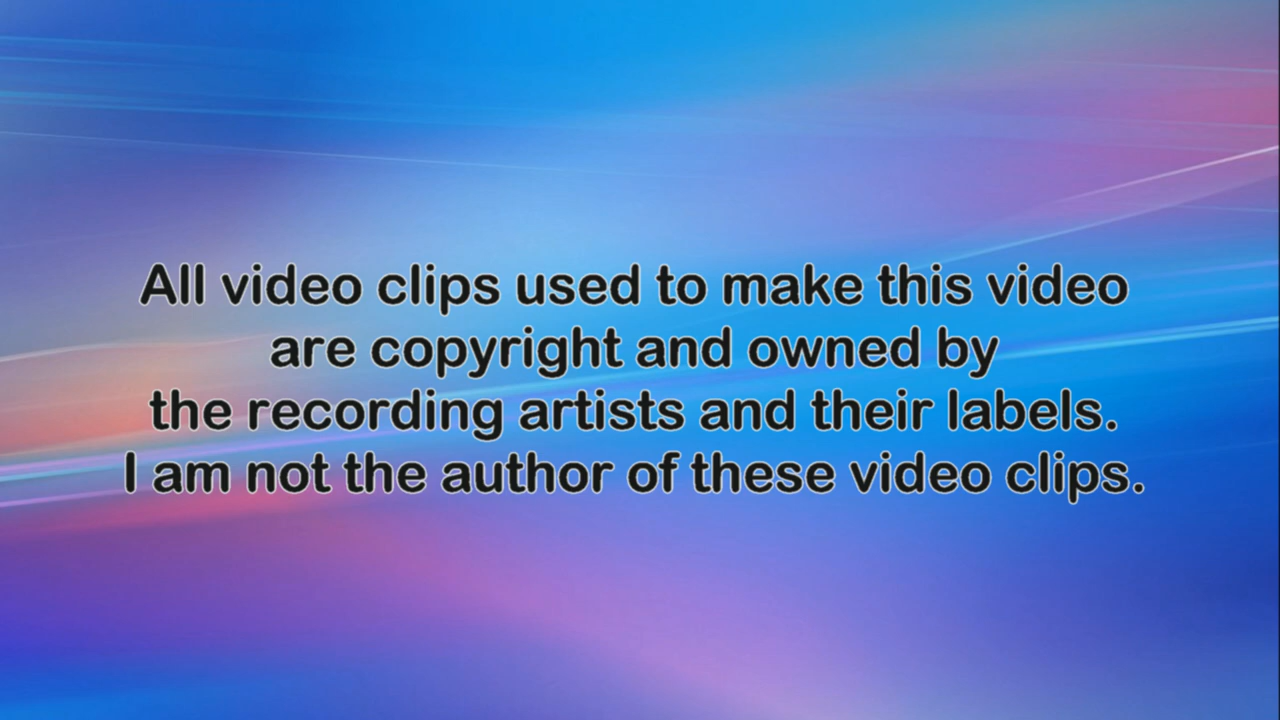 All video clips used to make this video
are copyright and owned by
the recording artists and their labels.
I am not the author of these video clips.